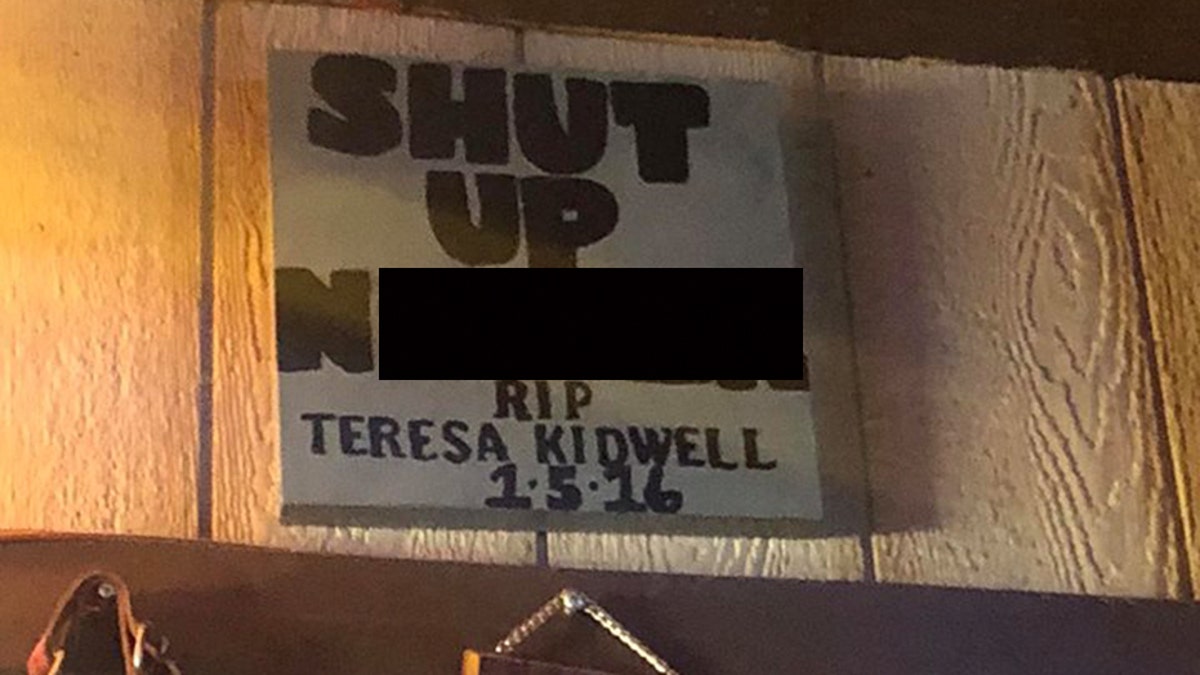 SHUT
UP
N
RIP
TERESA KIDWELL
1·5·16